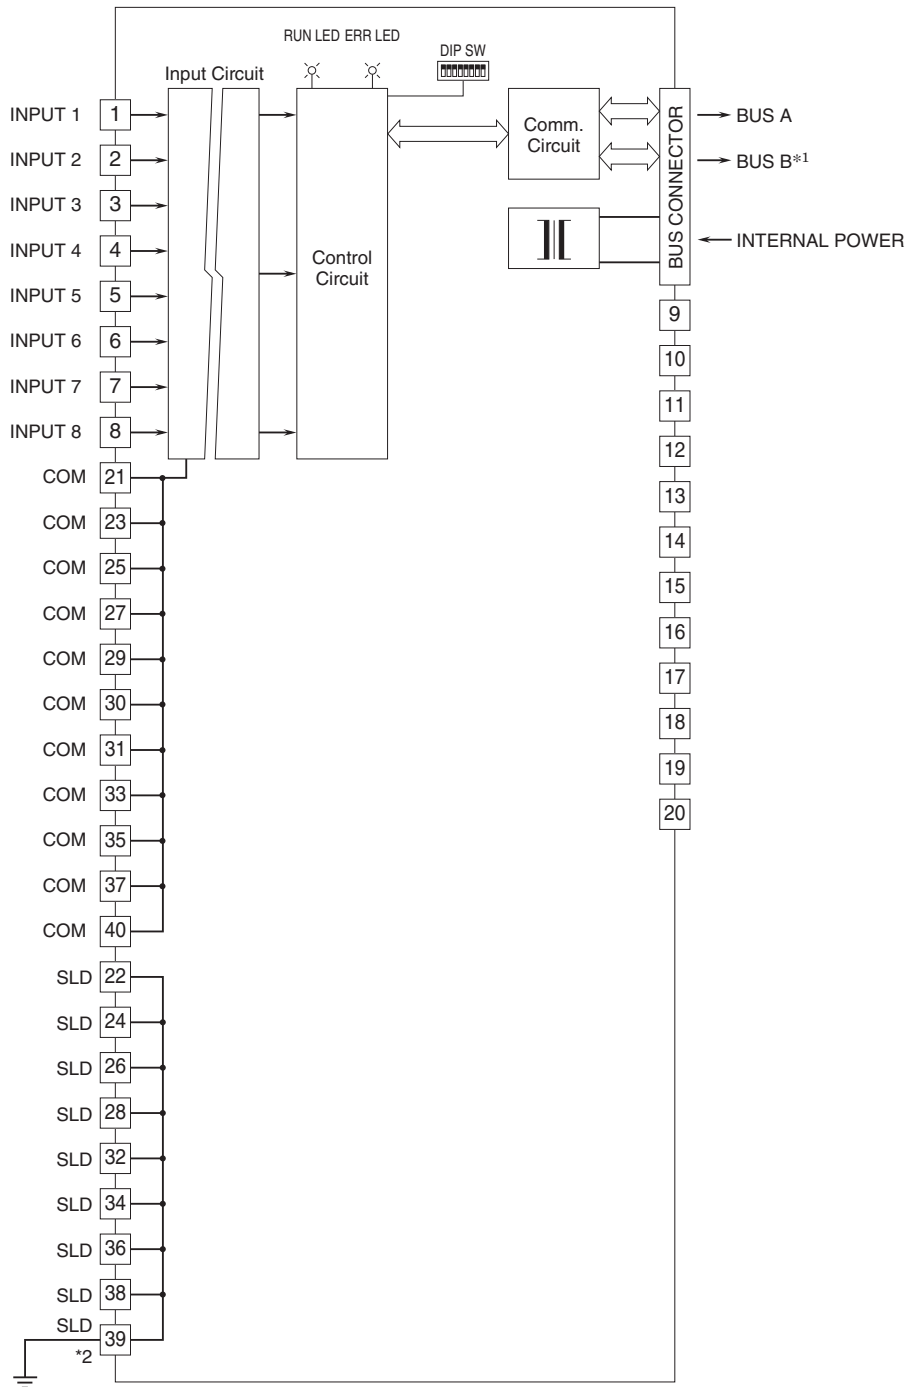 RUN LED ERR LED
DIP SW
Input Circuit
INPUT 1 1
INPUT 2 2
INPUT 3 3
INPUT 4 4
INPUT 5 5
INPUT 6 6
INPUT 7 7
INPUT 8 8
Control
Circuit
Comm.
Circuit
BUS CONNECTOR
BUS A
BUS B*1
INTERNAL POWER
9
10
11
12
13
14
15
16
17
18
19
20
COM 21
COM 23
COM 25
COM 27
COM 29
COM 30
COM 31
COM 33
COM 35
COM 37
COM 40
SLD 22
SLD 24
SLD 26
SLD 28
SLD 32
SLD 34
SLD 36
SLD 38
SLD 39
*2